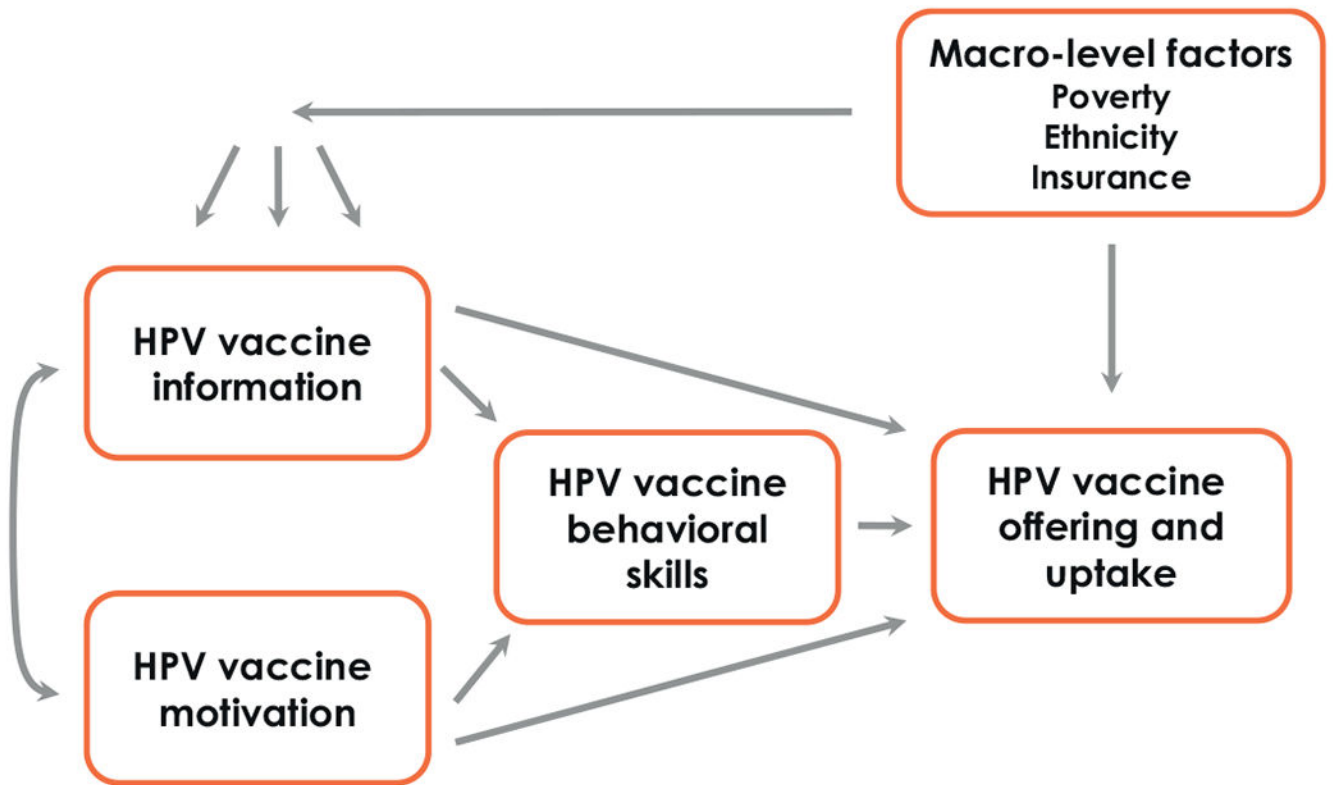 Macro-level factors
Poverty
Ethnicity
Insurance
HPV vaccine
information
HPV vaccine
behavioral
skills
HPV vaccine
offering and
uptake
HPV vaccine
motivation